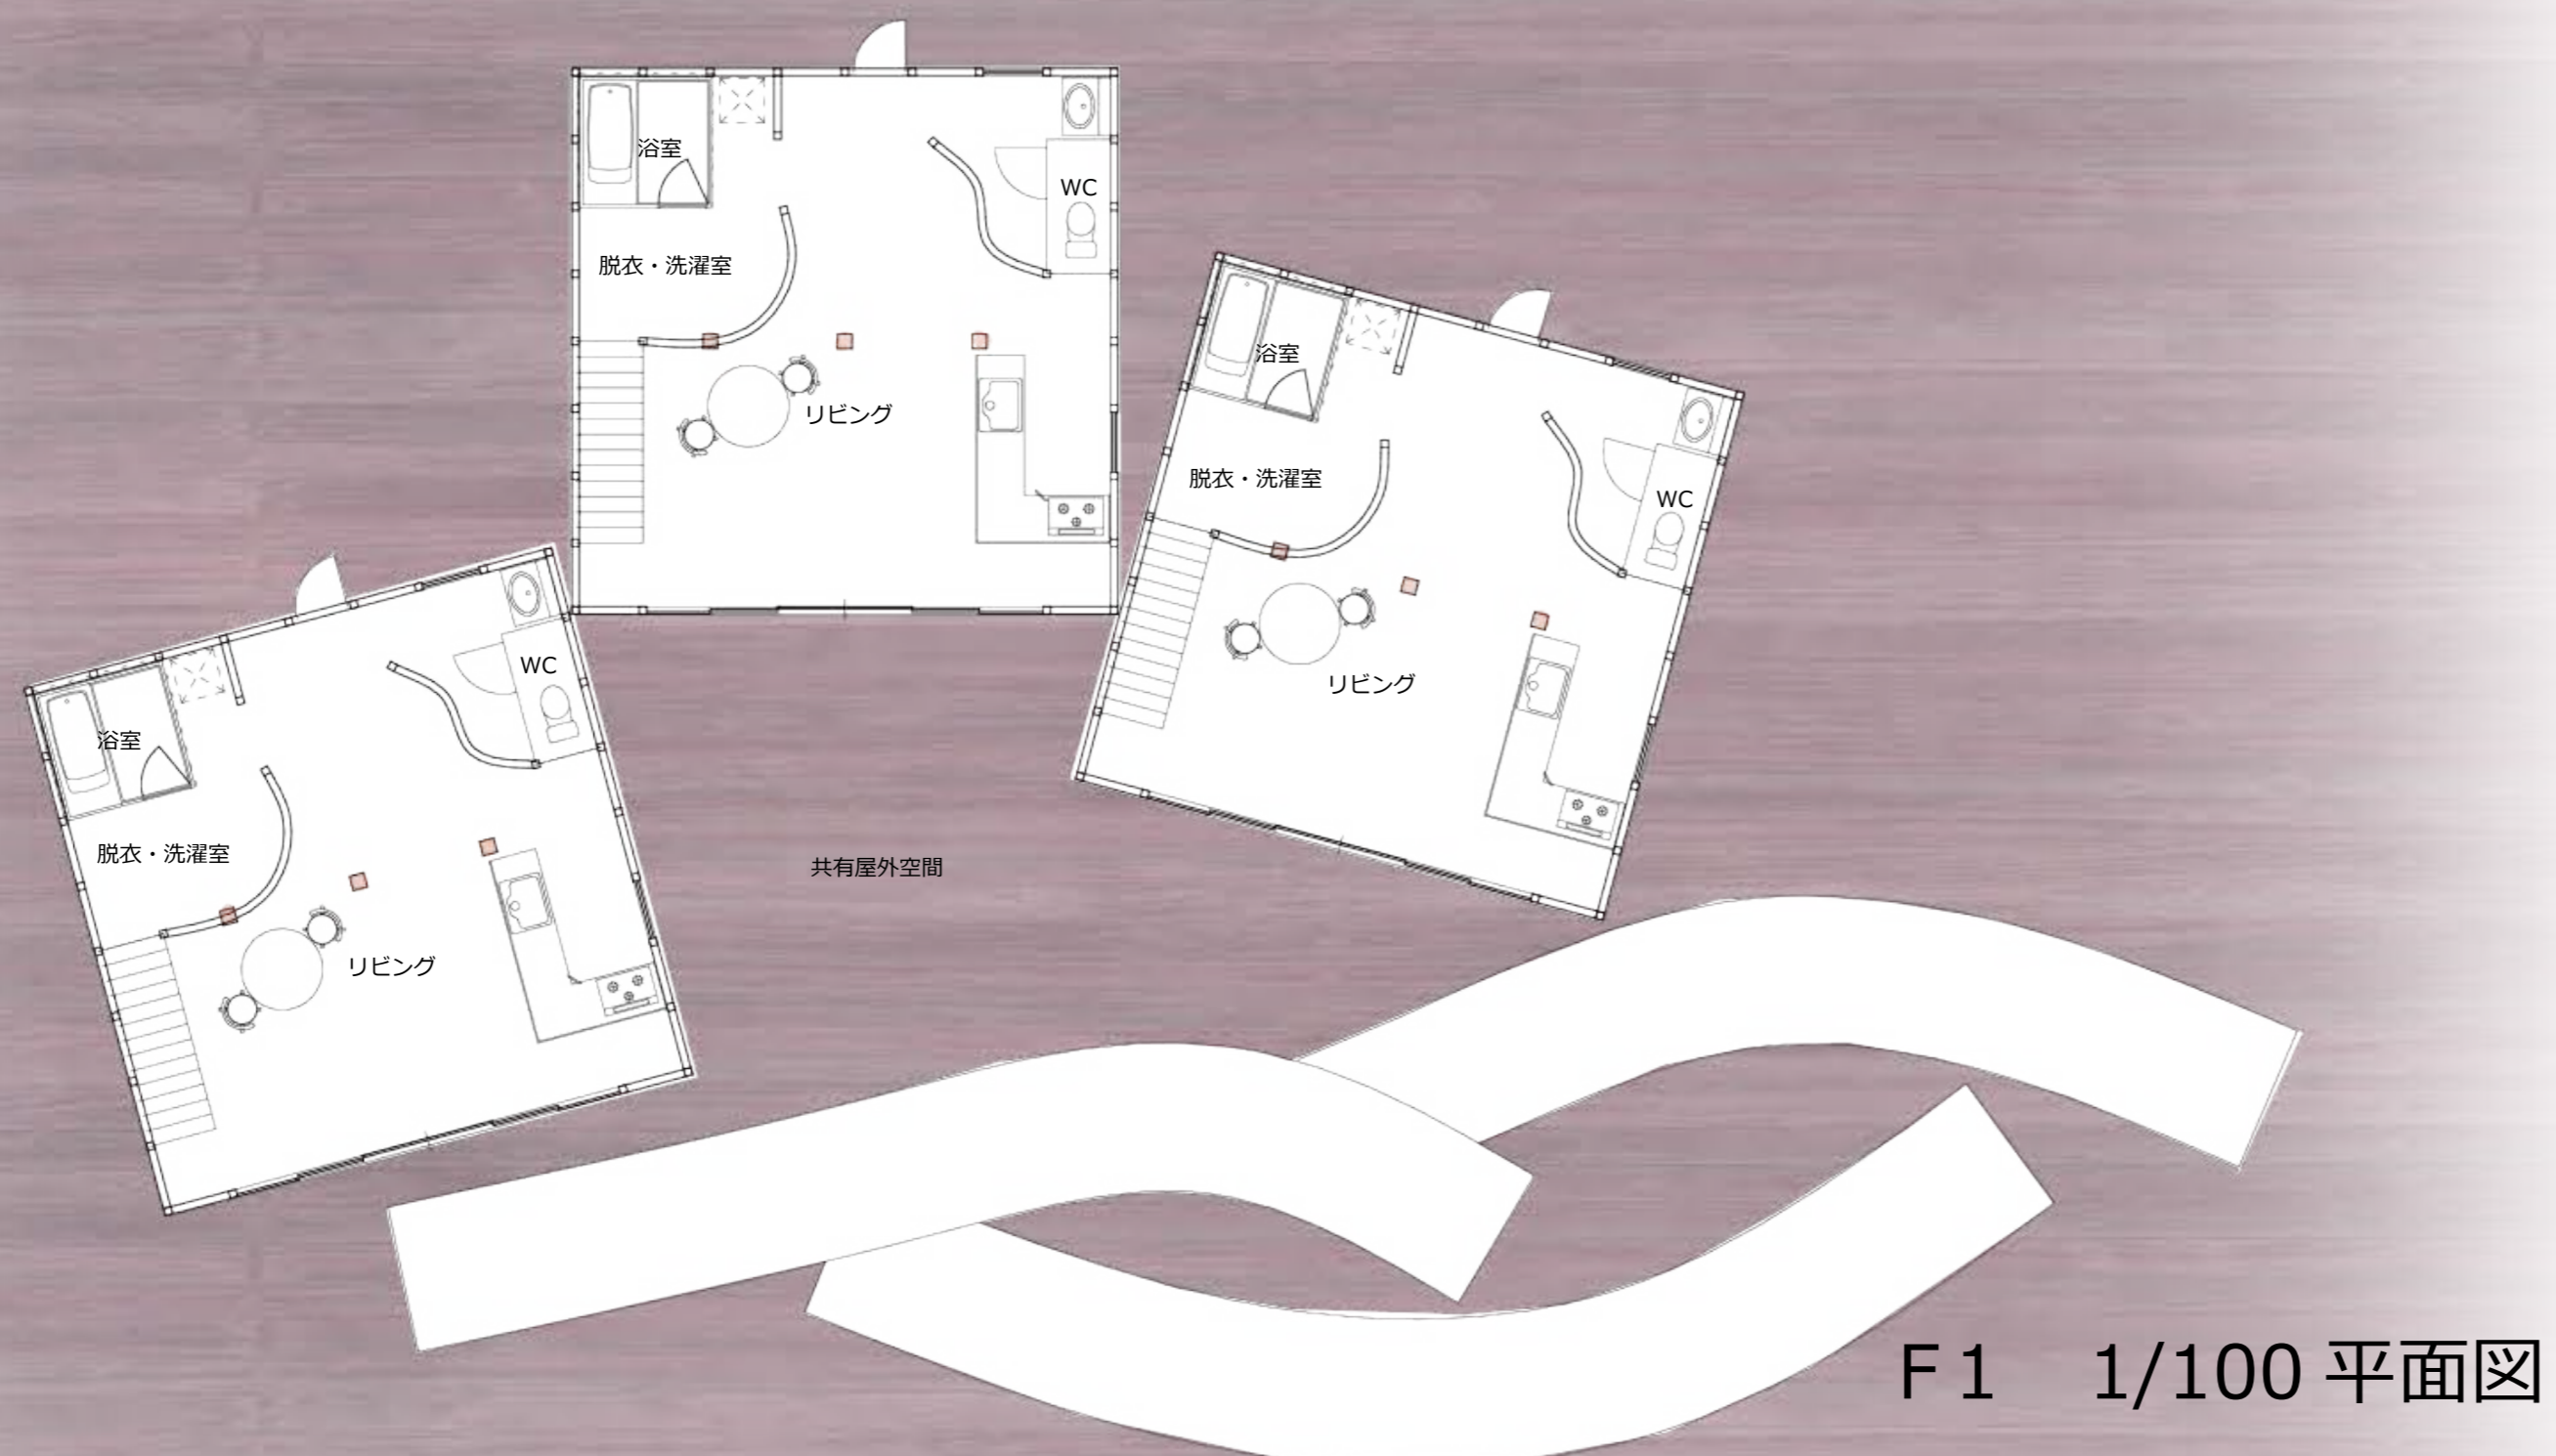 浴室
WC
脱衣・洗濯室
リビング
浴室
脱衣・洗濯室
WC
リビング
WC
浴室
脱衣・洗濯室
リビング
共有屋外空間
F1　1/100 平面図